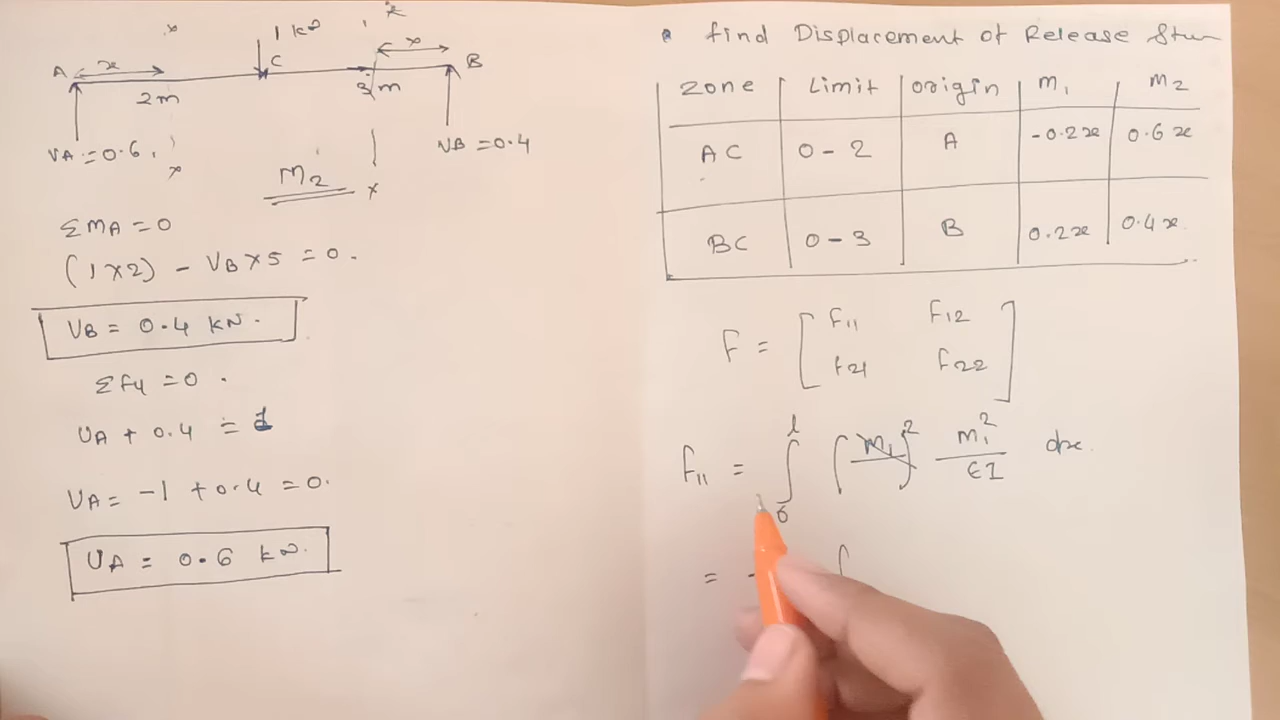 1 kN
x
A x C x B
2m 3m
VA = 0.6 VB = 0.4
M2
x x
ΣMA = 0
(1 x 2) - VB x 5 = 0.
VB = 0.4 kN.
ΣFy = 0.
VA + 0.4 = 1
VA = -1 + 0.4 = 0.
VA = 0.6 kN.
find Displacement of Release Stru
Zone Limit origin m1 m2
AC 0 - 2 A -0.2x 0.6x
BC 0 - 3 B 0.2x 0.4x
F = [ F11 F12
F21 F22 ]
F11 = ∫ 0 l m1² / EI dx.
= ∫